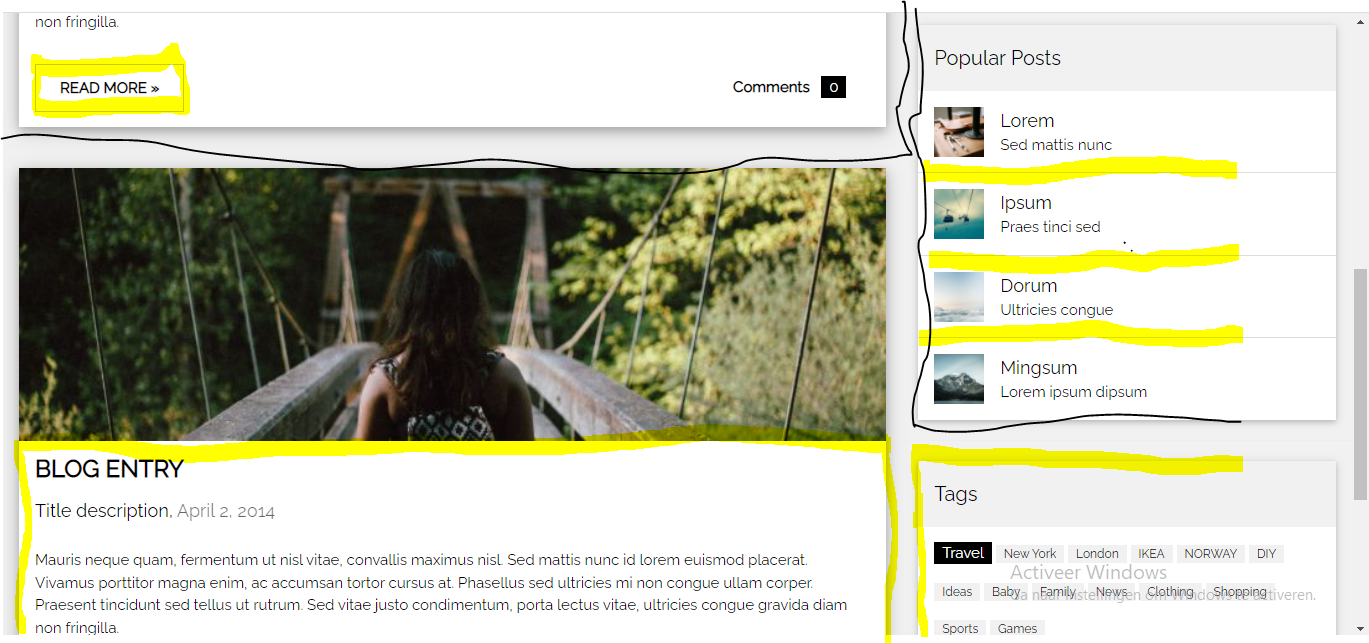 non fringilla.
READ MORE »
Comments 0
BLOG ENTRY
Title description, April 2, 2014
Mauris neque quam, fermentum ut nisl vitae, convallis maximus nisl. Sed mattis nunc id lorem euismod placerat.
Vivamus porttitor magna enim, ac accumsan tortor cursus at. Phasellus sed ultricies mi non congue ullam corper.
Praesent tincidunt sed tellus ut rutrum. Sed vitae justo condimentum, porta lectus vitae, ultricies congue gravida diam
non fringilla.
Popular Posts
Lorem
Sed mattis nunc
Ipsum
Praes tinci sed
Dorum
Ultricies congue
Mingsum
Lorem ipsum dipsum
Tags
Travel New York London IKEA NORWAY DIY
Activeer Windows
Ideas Baby Family News Clothing Shopping
Ga naar Instellingen om Windows te activeren.
Sports Games